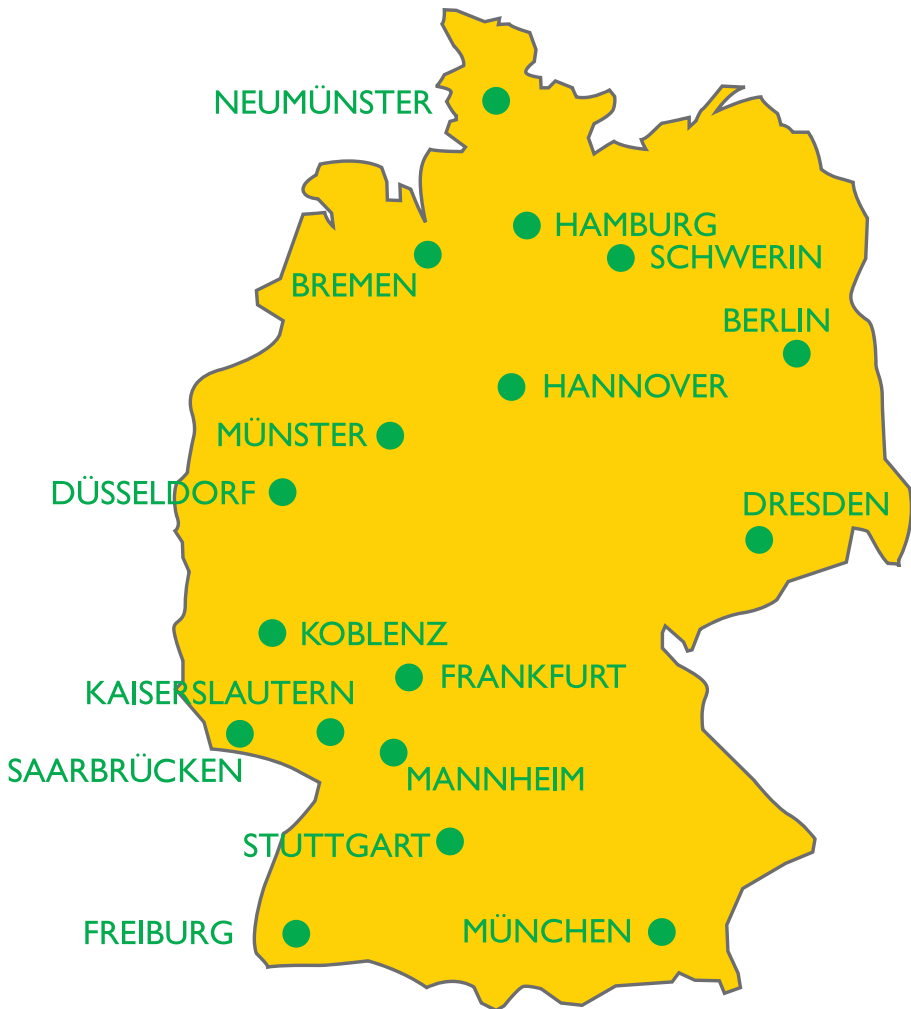 NEUMÜNSTER
HAMBURG
SCHWERIN
BREMEN
BERLIN
HANNOVER
MÜNSTER
DÜSSELDORF
DRESDEN
KOBLENZ
FRANKFURT
KAISERSLAUTERN
SAARBRÜCKEN
MANNHEIM
STUTTGART
FREIBURG
MÜNCHEN